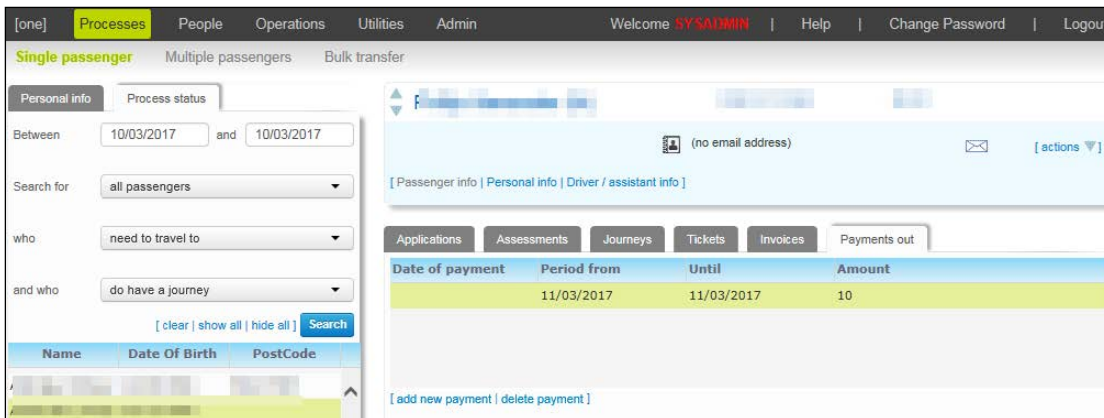 [one] Processes People Operations Utilities Admin Welcome SYSADMIN | Help | Change Password | Logout
Single passenger Multiple passengers Bulk transfer
Personal info Process status
Between 10/03/2017 and 10/03/2017
Search for all passengers
who need to travel to
and who do have a journey
[ clear | show all | hide all ] Search
Name Date Of Birth PostCode
(no email address) [ actions ]
[ Passenger info | Personal info | Driver / assistant info ]
Applications Assessments Journeys Tickets Invoices Payments out
Date of payment Period from Until Amount
11/03/2017 11/03/2017 10
[ add new payment | delete payment ]